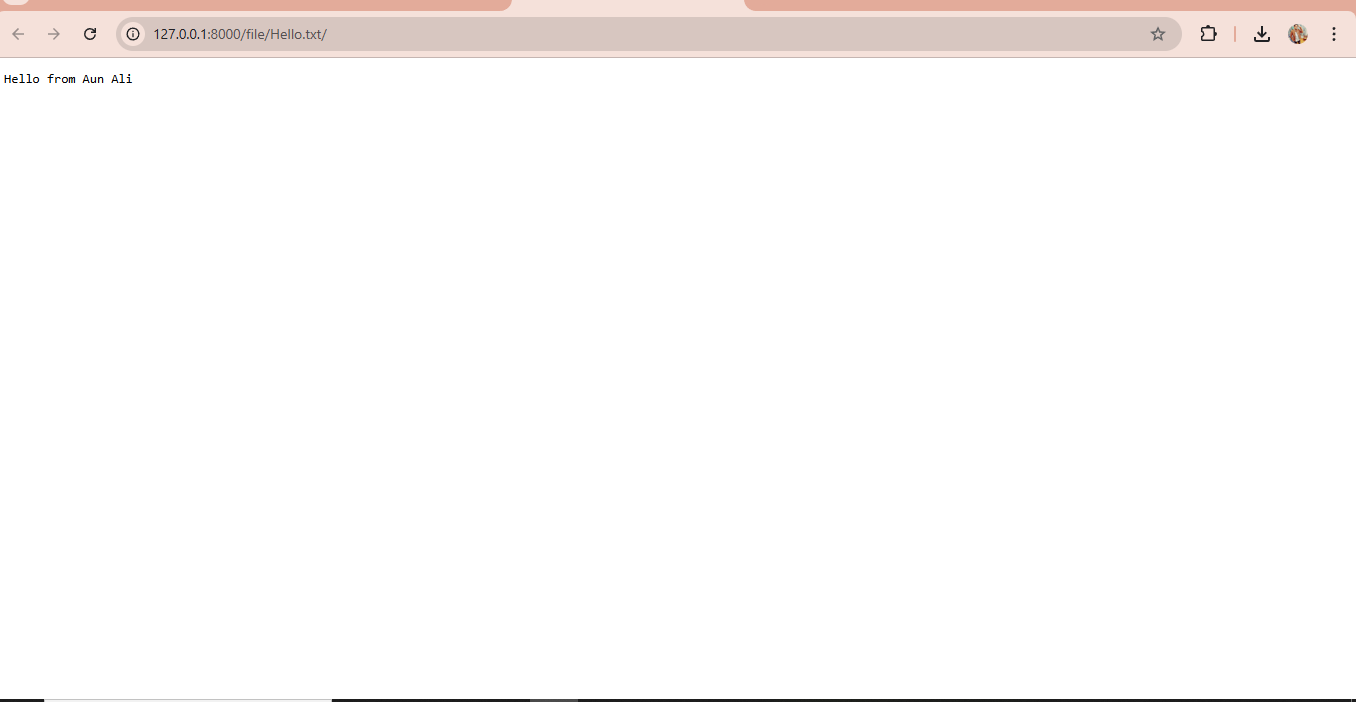 127.0.0.1:8000/file/Hello.txt/
Hello from Aun Ali